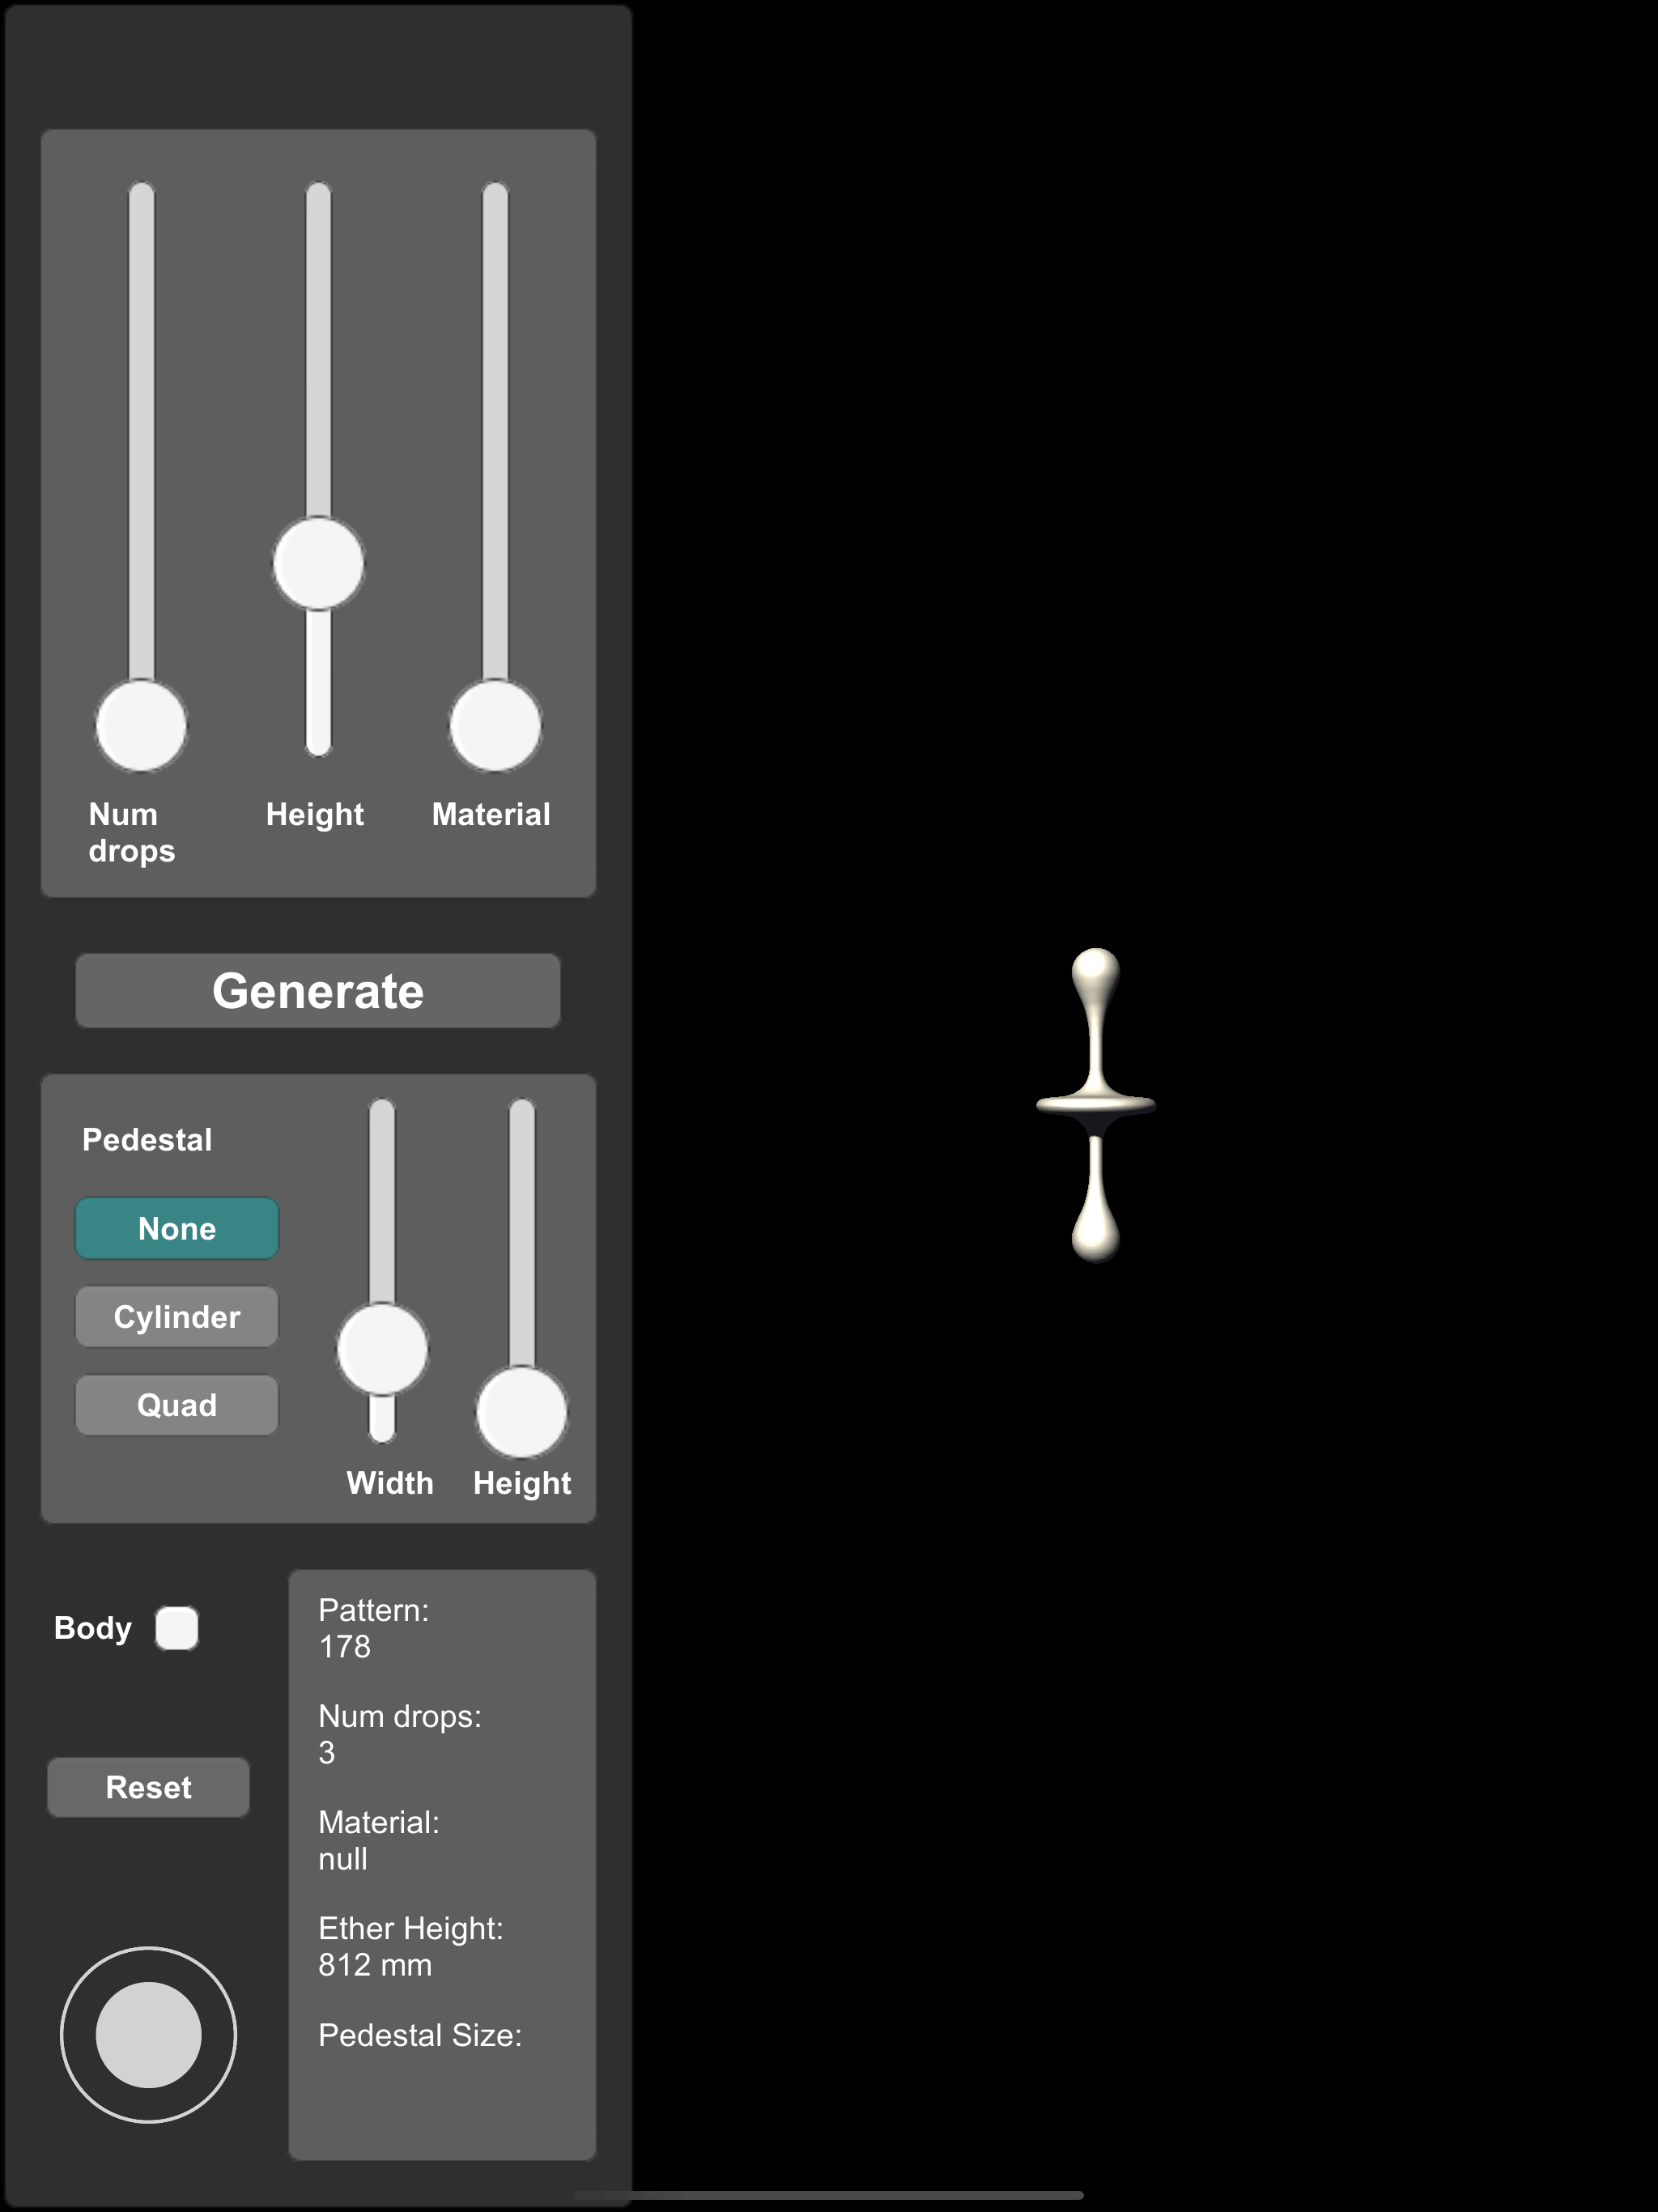 Num
drops
Height
Material
Generate
Pedestal
None
Cylinder
Quad
Width
Height
Body
Reset
Pattern:
178
Num drops:
3
Material:
null
Ether Height:
812 mm
Pedestal Size: